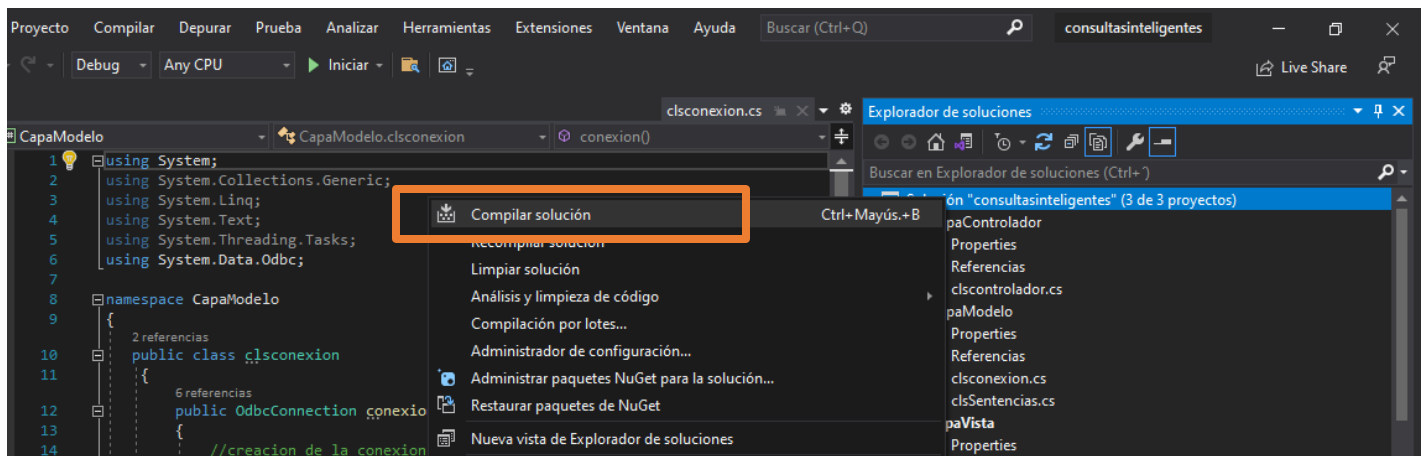 Proyecto Compilar Depurar Prueba Analizar Herramientas Extensiones Ventana Ayuda Buscar (Ctrl+Q) consultasinteligentes
Debug Any CPU Iniciar Live Share
clsconexion.cs
CapaModelo CapaModelo.clsconexion conexion()
1 using System;
2 using System.Collections.Generic;
3 using System.Linq;
4 using System.Text;
5 using System.Threading.Tasks;
6 using System.Data.Odbc;
7
8 namespace CapaModelo
9 {
2 referencias
10 public class clsconexion
11 {
6 referencias
12 public OdbcConnection conexio
13 {
14 //creacion de la conexion
Compilar solución Ctrl+Mayús.+B
Recompilar solución
Limpiar solución
Análisis y limpieza de código
Compilación por lotes...
Administrador de configuración...
Administrar paquetes NuGet para la solución...
Restaurar paquetes de NuGet
Nueva vista de Explorador de soluciones
Explorador de soluciones
Buscar en Explorador de soluciones (Ctrl+´)
ón "consultasinteligentes" (3 de 3 proyectos)
paControlador
Properties
Referencias
clscontrolador.cs
paModelo
Properties
Referencias
clsconexion.cs
clsSentencias.cs
paVista
Properties